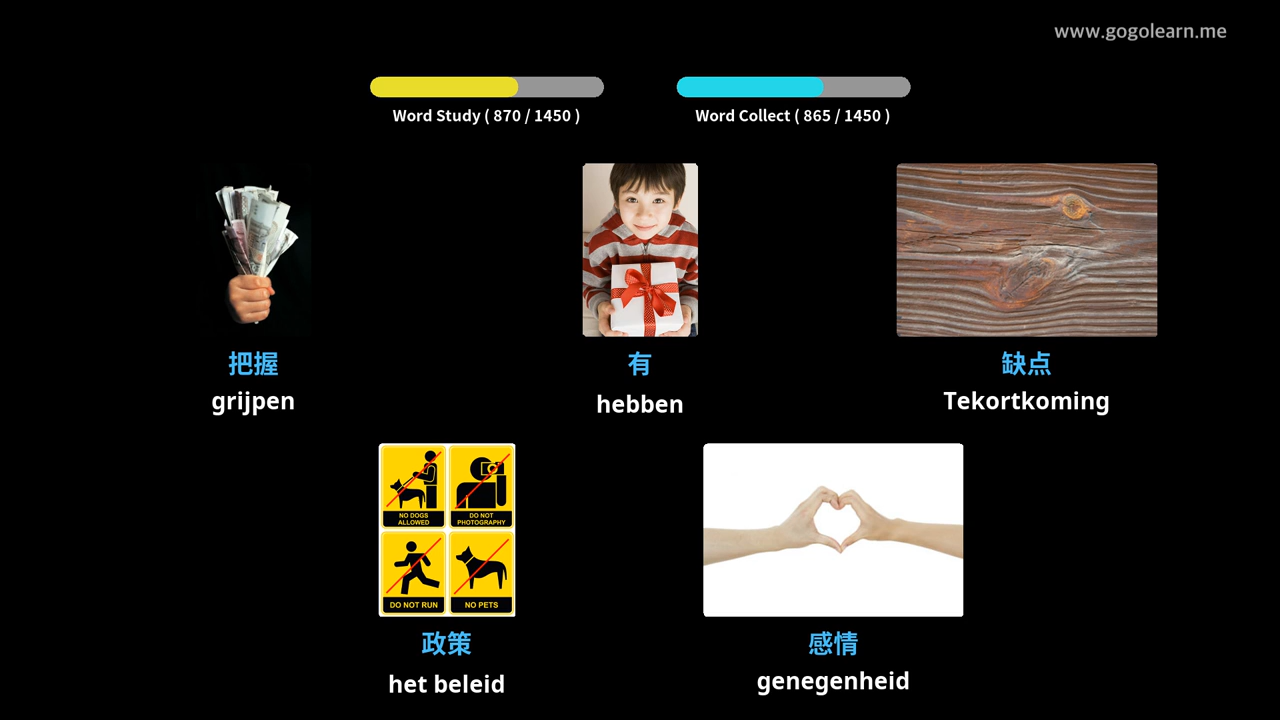 www.gogolearn.me
Word Study ( 870 / 1450 )
Word Collect ( 865 / 1450 )
把握
grijpen
有
hebben
缺点
Tekortkoming
NO DOGS
ALLOWED
DO NOT
PHOTOGRAPHY
DO NOT RUN
NO PETS
政策
het beleid
感情
genegenheid